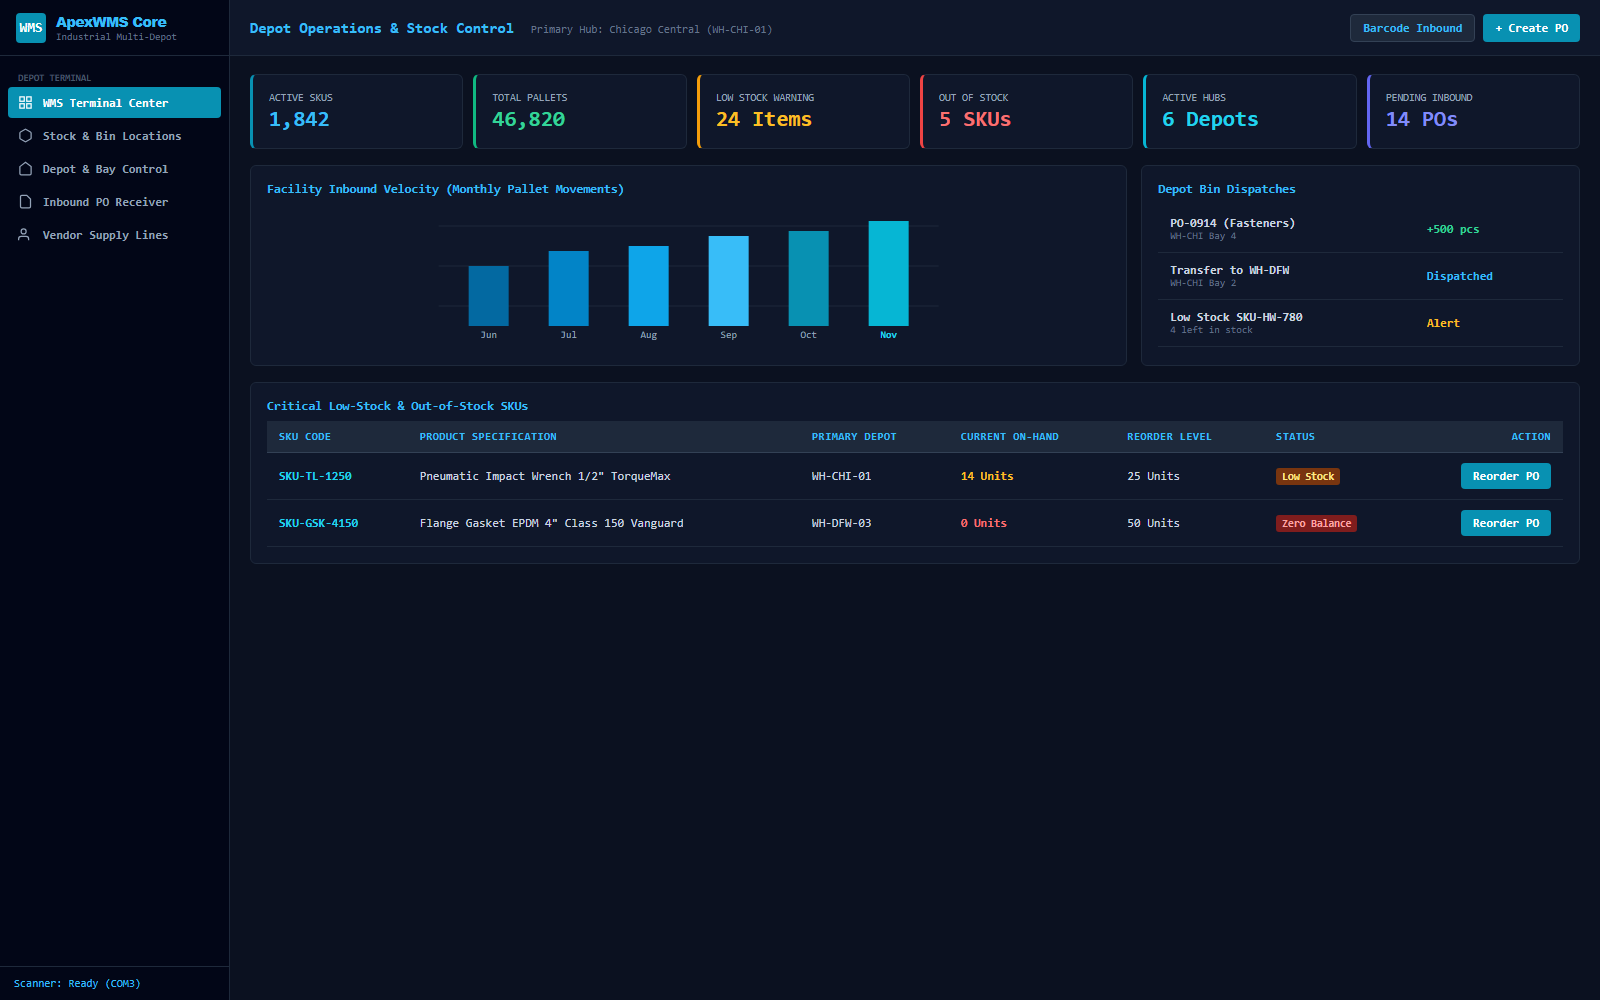 WMS
ApexWMS Core
Industrial Multi-Depot
DEPOT TERMINAL
WMS Terminal Center
Stock & Bin Locations
Depot & Bay Control
Inbound PO Receiver
Vendor Supply Lines
Scanner: Ready (COM3)
Depot Operations & Stock Control
Primary Hub: Chicago Central (WH-CHI-01)
Barcode Inbound
+ Create PO
ACTIVE SKUS
1,842
TOTAL PALLETS
46,820
LOW STOCK WARNING
24 Items
OUT OF STOCK
5 SKUs
ACTIVE HUBS
6 Depots
PENDING INBOUND
14 POs
Facility Inbound Velocity (Monthly Pallet Movements)
Jun Jul Aug Sep Oct Nov
Depot Bin Dispatches
PO-0914 (Fasteners)
WH-CHI Bay 4
+500 pcs
Transfer to WH-DFW
WH-CHI Bay 2
Dispatched
Low Stock SKU-HW-780
4 left in stock
Alert
Critical Low-Stock & Out-of-Stock SKUs
SKU CODE PRODUCT SPECIFICATION PRIMARY DEPOT CURRENT ON-HAND REORDER LEVEL STATUS ACTION
SKU-TL-1250 Pneumatic Impact Wrench 1/2" TorqueMax WH-CHI-01 14 Units 25 Units Low Stock Reorder PO
SKU-GSK-4150 Flange Gasket EPDM 4" Class 150 Vanguard WH-DFW-03 0 Units 50 Units Zero Balance Reorder PO